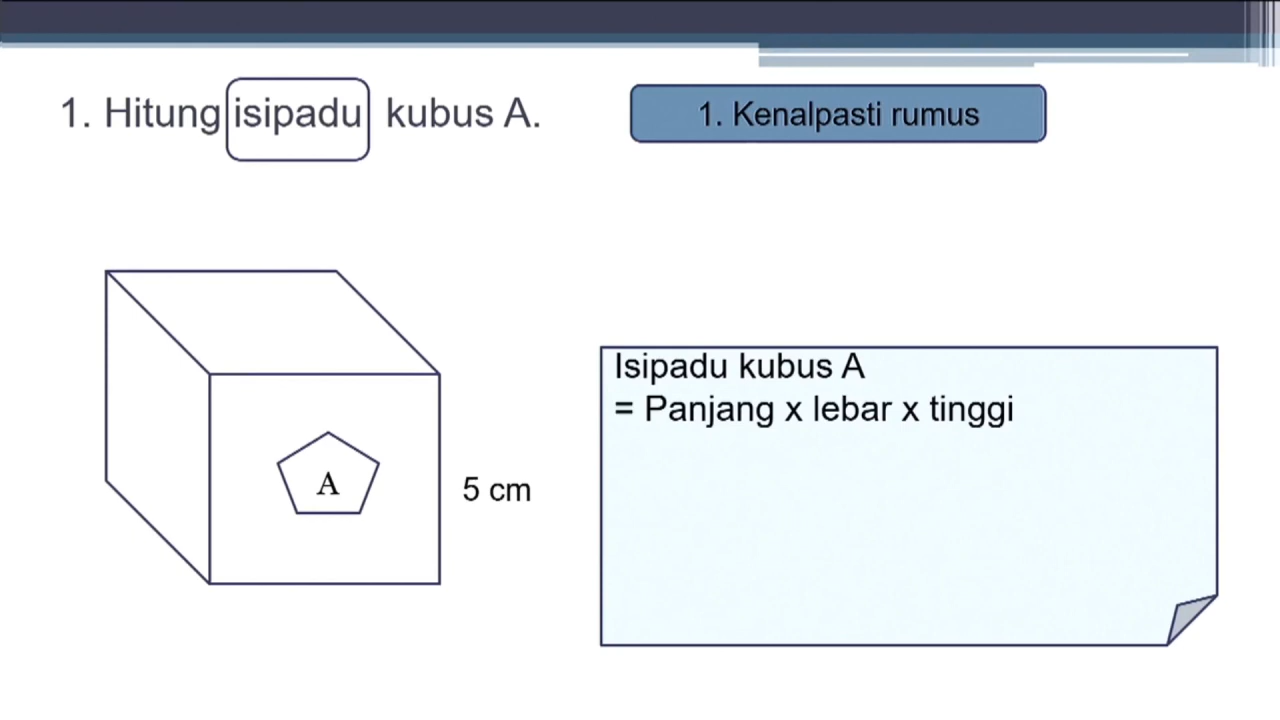 1. Hitung isipadu kubus A.
1. Kenalpasti rumus
A
5 cm
Isipadu kubus A
= Panjang x lebar x tinggi